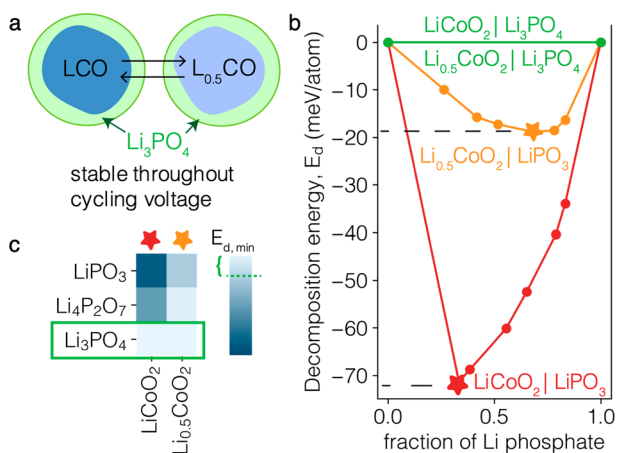 a
LCO
L₀.₅CO
Li₃PO₄
stable throughout
cycling voltage
b
Decomposition energy, E_d (meV/atom)
0
−10
−20
−30
−40
−50
−60
−70
LiCoO₂ | Li₃PO₄
Li₀.₅CoO₂ | Li₃PO₄
Li₀.₅CoO₂ | LiPO₃
LiCoO₂ | LiPO₃
0.0
0.5
1.0
fraction of Li phosphate
c
E_d, min
{
LiPO₃
Li₄P₂O₇
Li₃PO₄
LiCoO₂
Li₀.₅CoO₂